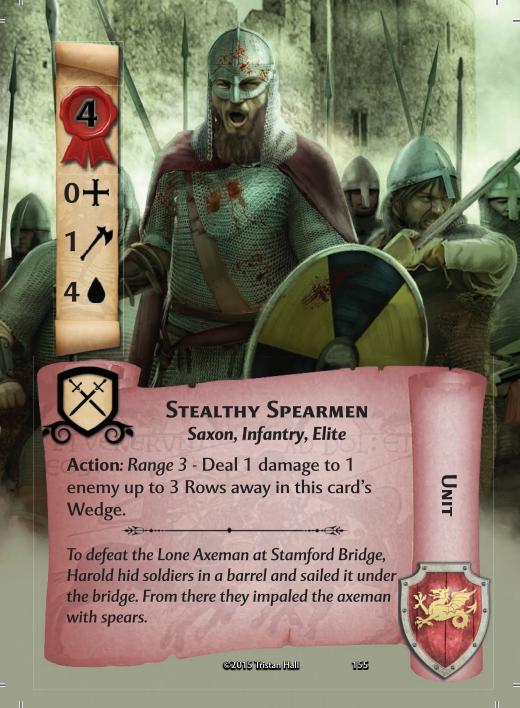 4
0
1
4
Stealthy Spearmen
Saxon, Infantry, Elite
Action: Range 3 - Deal 1 damage to 1
enemy up to 3 Rows away in this card's
Wedge.
To defeat the Lone Axeman at Stamford Bridge,
Harold hid soldiers in a barrel and sailed it under
the bridge. From there they impaled the axeman
with spears.
Unit
©2015 Tristan Hall
155